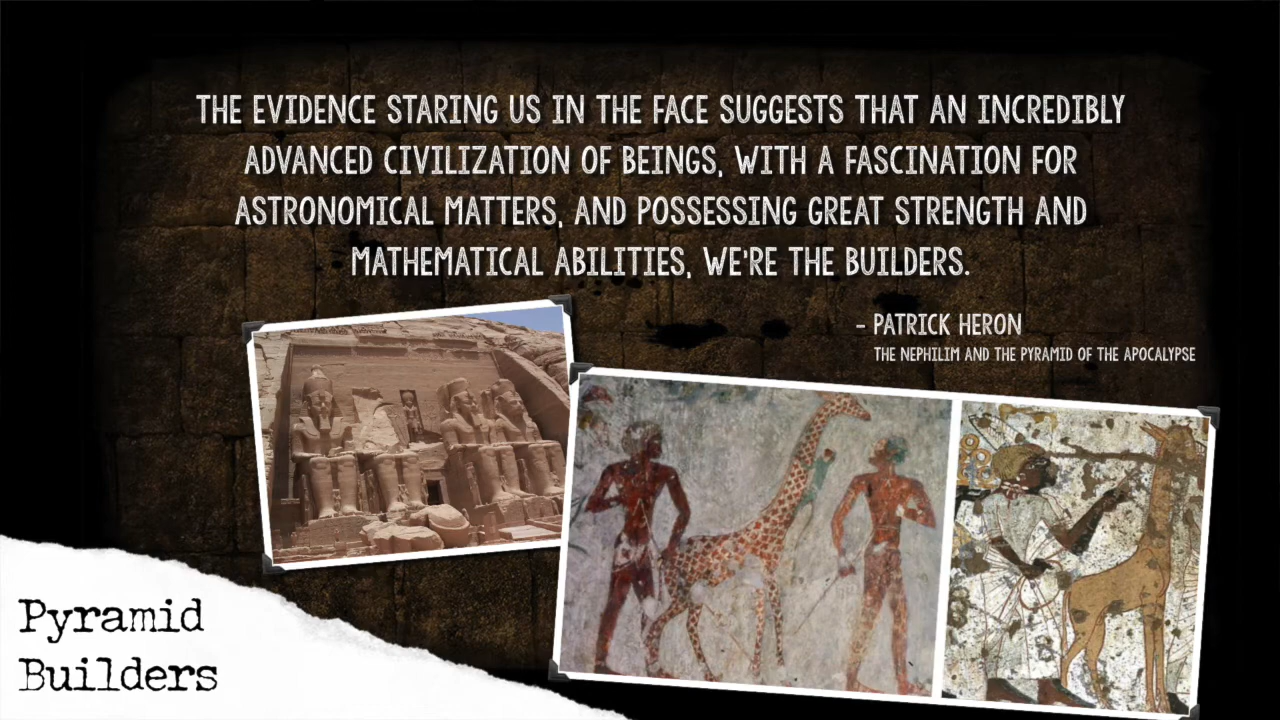 THE EVIDENCE STARING US IN THE FACE SUGGESTS THAT AN INCREDIBLY
ADVANCED CIVILIZATION OF BEINGS, WITH A FASCINATION FOR
ASTRONOMICAL MATTERS, AND POSSESSING GREAT STRENGTH AND
MATHEMATICAL ABILITIES, WE'RE THE BUILDERS.
- PATRICK HERON
THE NEPHILIM AND THE PYRAMID OF THE APOCALYPSE
Pyramid
Builders